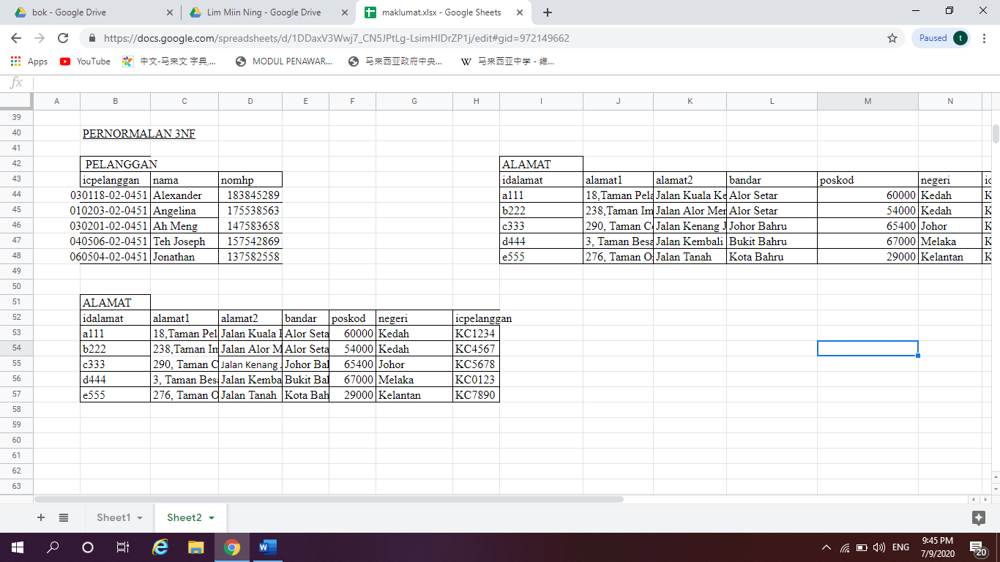 bok - Google Drive
Lim Miin Ning - Google Drive
maklumat.xlsx - Google Sheets
https://docs.google.com/spreadsheets/d/1DDaxV3Wwj7_CN5JPtLg-LsimHIDrZP1j/edit#gid=972149662
Paused t
Apps YouTube 中文-马来文 字典,... MODUL PENAWAR... 马来西亚政府中央... W 马来西亚中学 - 维...
fx
A B C D E F G H I J K L M N
39
40 PERNORMALAN 3NF
41
42 PELANGGAN ALAMAT
43 icpelanggan nama nomhp idalamat alamat1 alamat2 bandar poskod negeri ic
44 030118-02-0451 Alexander 183845289 a111 18,Taman Pela Jalan Kuala Ke Alor Setar 60000 Kedah K
45 010203-02-0451 Angelina 175538563 b222 238,Taman Im Jalan Alor Mer Alor Setar 54000 Kedah K
46 030201-02-0451 Ah Meng 147583658 c333 290, Taman Co Jalan Kenang J Johor Bahru 65400 Johor K
47 040506-02-0451 Teh Joseph 157542869 d444 3, Taman Besa Jalan Kembali Bukit Bahru 67000 Melaka K
48 060504-02-0451 Jonathan 137582558 e555 276, Taman O Jalan Tanah Kota Bahru 29000 Kelantan K
49
50
51 ALAMAT
52 idalamat alamat1 alamat2 bandar poskod negeri icpelanggan
53 a111 18,Taman Pel Jalan Kuala Alor Seta 60000 Kedah KC1234
54 b222 238,Taman Im Jalan Alor M Alor Seta 54000 Kedah KC4567
55 c333 290, Taman C Jalan Kenang Johor Bal 65400 Johor KC5678
56 d444 3, Taman Besa Jalan Kemba Bukit Bal 67000 Melaka KC0123
57 e555 276, Taman O Jalan Tanah Kota Bah 29000 Kelantan KC7890
58
59
60
61
62
63
Sheet1 Sheet2
ENG 9:45 PM
7/9/2020 20